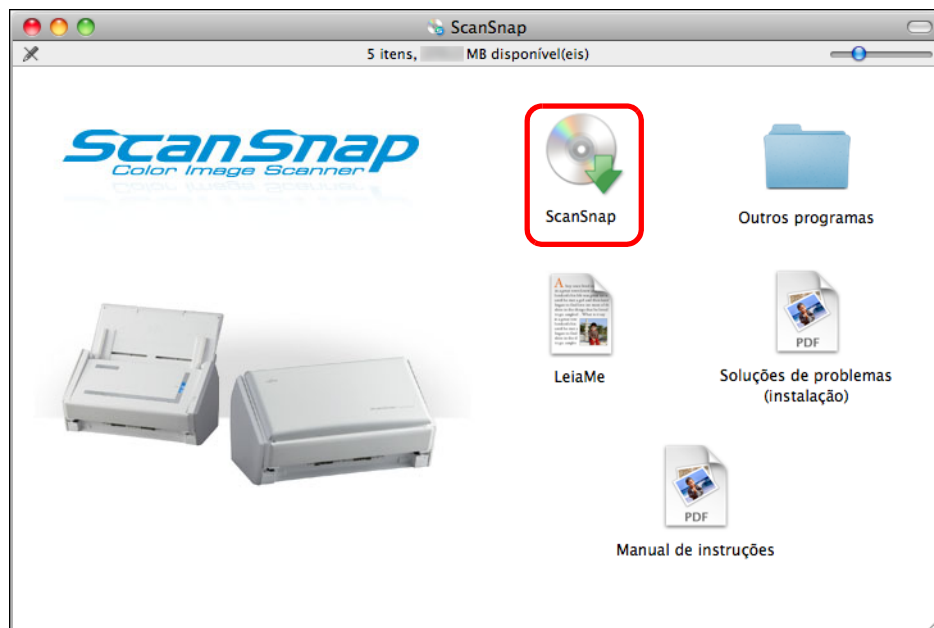 ScanSnap
5 itens, MB disponível(eis)
ScanSnap
Color Image Scanner
ScanSnap
Outros programas
LeiaMe
PDF
Soluções de problemas
(instalação)
PDF
Manual de instruções